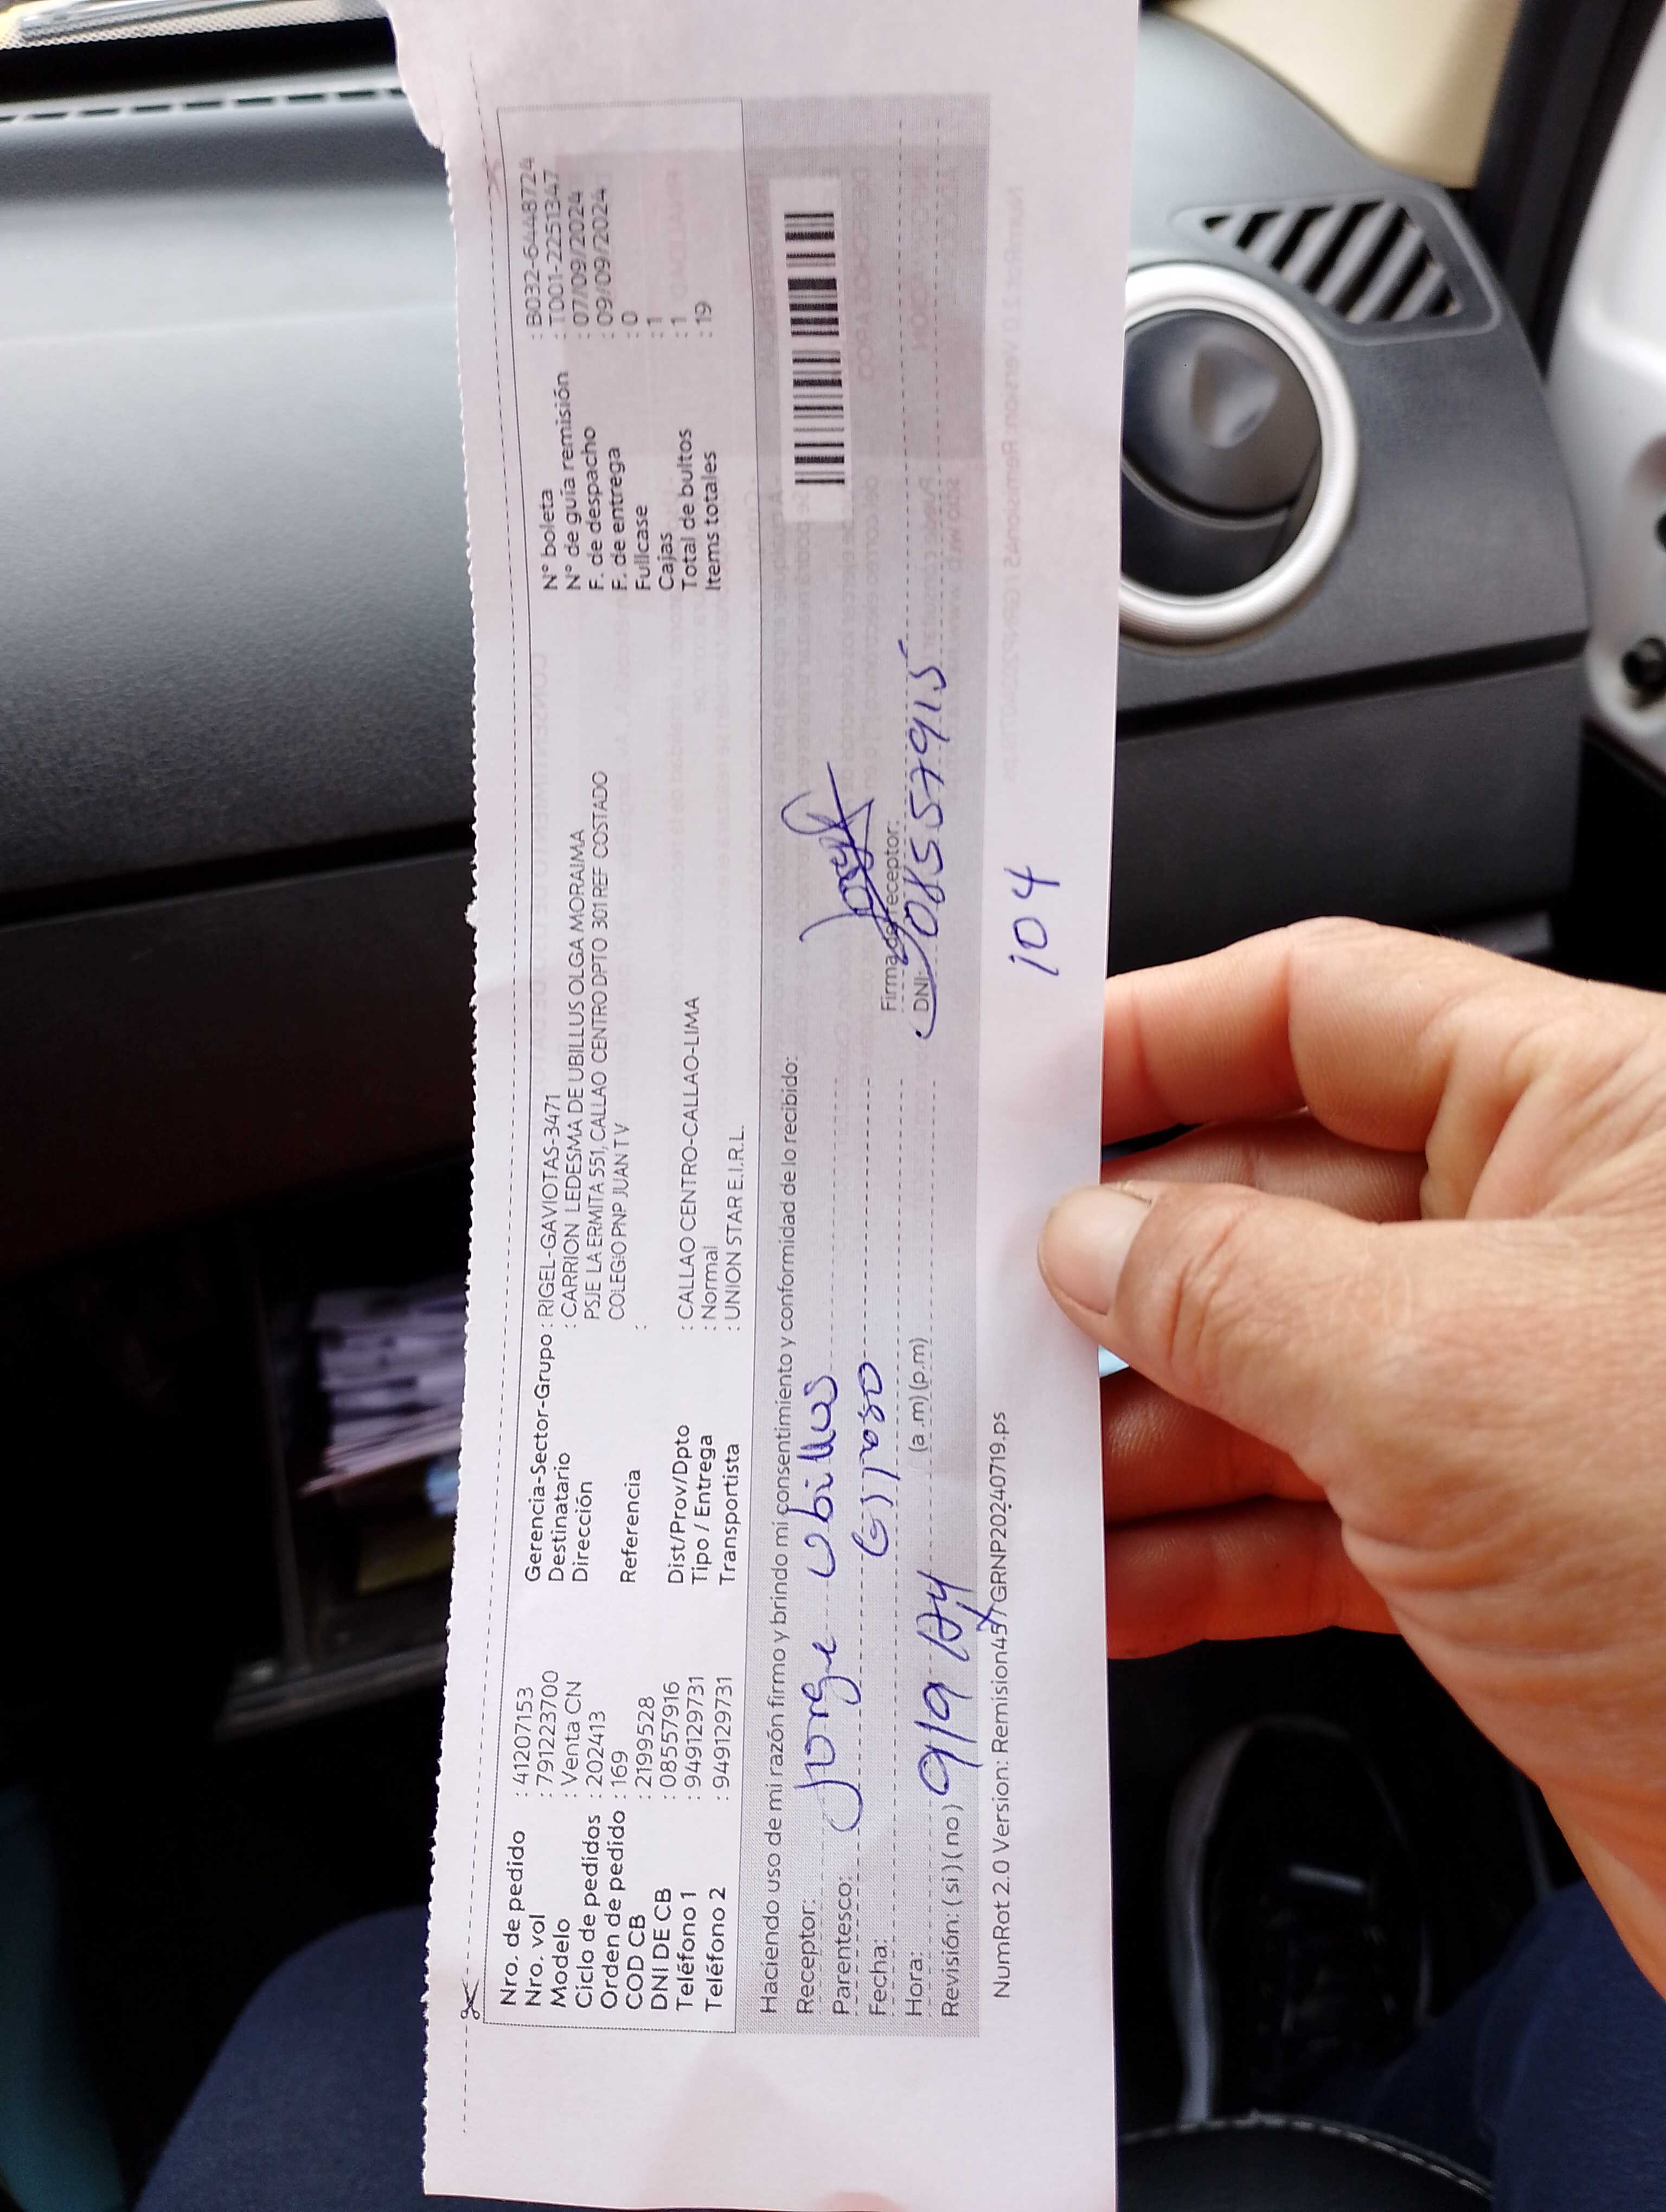 Nro. de pedido : 41207153
Nro. vol : 791223700
Modelo : Venta CN
Ciclo de pedidos : 202413
Orden de pedido : 169
COD CB : 2199528
DNI DE CB : 08557916
Teléfono 1 : 949129731
Teléfono 2 : 949129731
Gerencia-Sector-Grupo : RIGEL-GAVIOTAS-3471
Destinatario : CARRION LEDESMA DE UBILLUS OLGA MORAIMA
Dirección PSJE LA ERMITA 551, CALLAO CENTRO DPTO 301 REF COSTADO
COLEGIO PNP JUAN TV
Referencia :
Dist/Prov/Dpto : CALLAO CENTRO-CALLAO-LIMA
Tipo / Entrega : Normal
Transportista : UNION STAR E.I.R.L.
N° boleta : B032-64448724
N° de guía remisión : T001-2251347
F. de despacho : 07/09/2024
F. de entrega : 09/09/2024
Fullcase : 0
Cajas : 1
Total de bultos : 1
Items totales : 19
Haciendo uso de mi razón firmo y brindo mi consentimiento y conformidad de lo recibido:
Receptor: Jorge Ubillus
Parentesco: Esposo
Fecha: 9/9/24
Hora: (a.m) (p.m)
Revisión: ( si ) ( no )
Firma del receptor:
DNI: 08557915
NumRot 2.0 Version: Remision45 GRNP20240719.ps
104